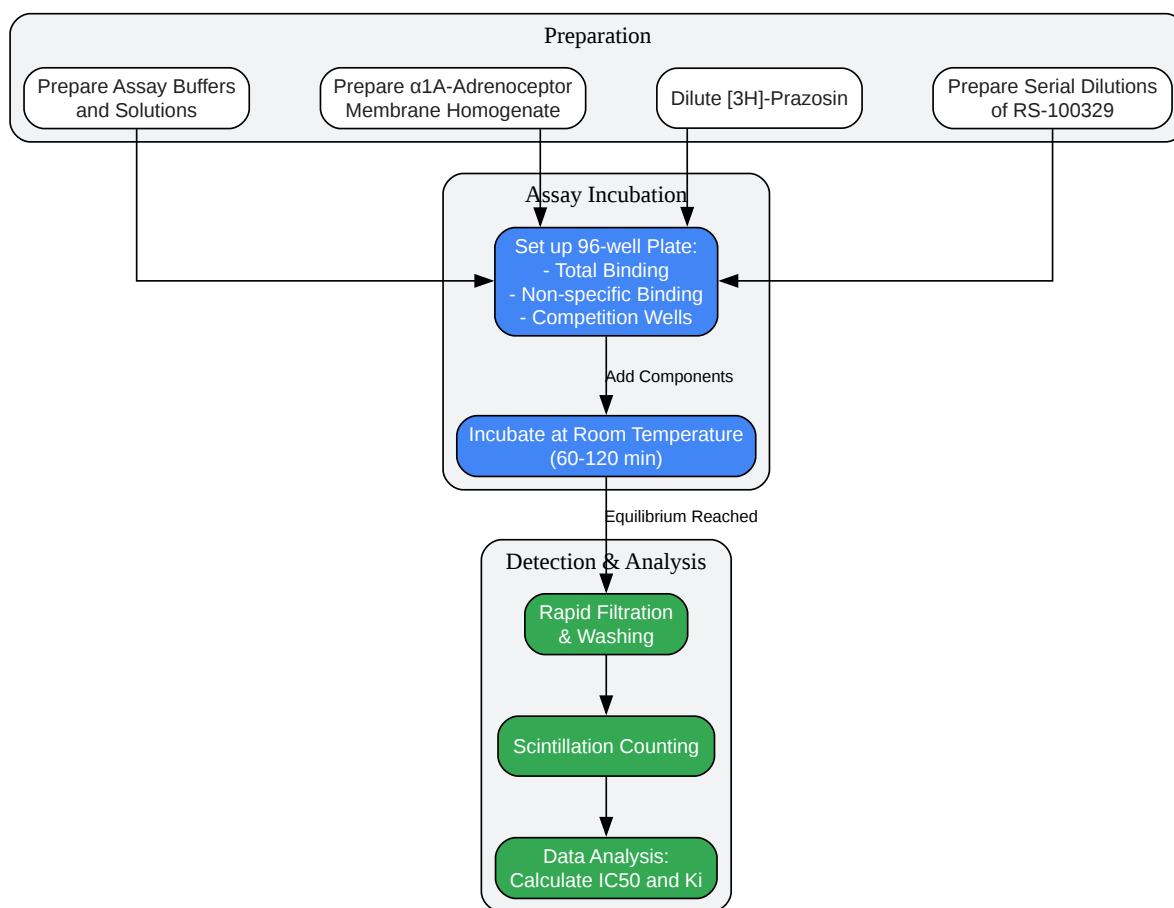 Preparation
Prepare Assay Buffers
and Solutions
Prepare α1A-Adrenoceptor
Membrane Homogenate
Dilute [3H]-Prazosin
Prepare Serial Dilutions
of RS-100329
Assay Incubation
Set up 96-well Plate:
- Total Binding
- Non-specific Binding
- Competition Wells
Add Components
Incubate at Room Temperature
(60-120 min)
Equilibrium Reached
Detection & Analysis
Rapid Filtration
& Washing
Scintillation Counting
Data Analysis:
Calculate IC50 and Ki